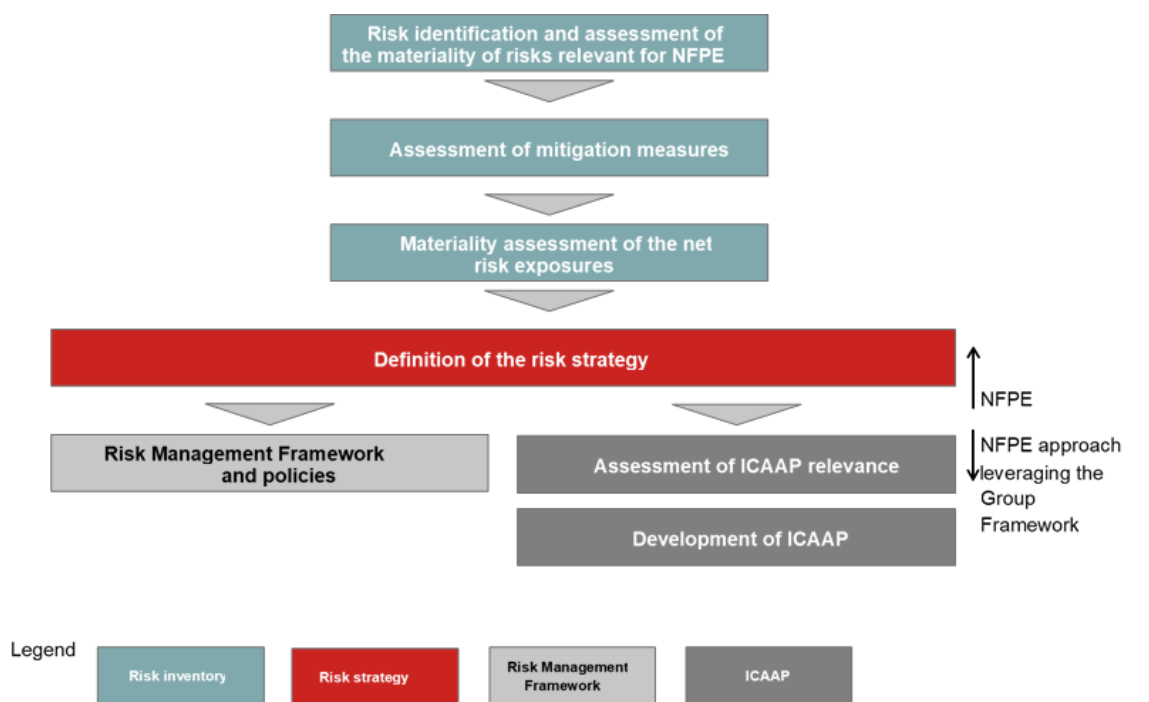 Risk identification and assessment of
the materiality of risks relevant for NFPE
Assessment of mitigation measures
Materiality assessment of the net
risk exposures
Definition of the risk strategy
NFPE
Risk Management Framework
and policies
Assessment of ICAAP relevance
NFPE approach
leveraging the
Group
Framework
Development of ICAAP
Legend
Risk inventory
Risk strategy
Risk Management
Framework
ICAAP